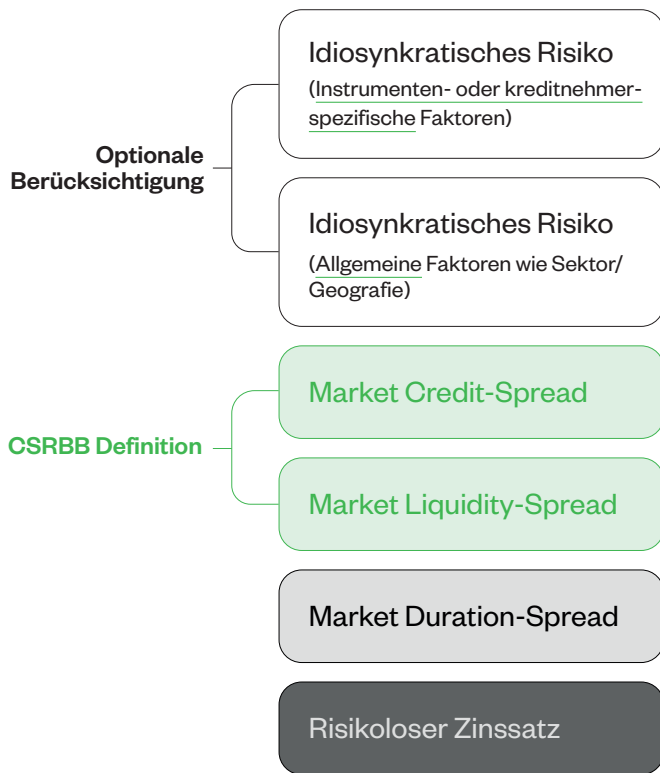 Idiosynkratisches Risiko
(Instrumenten- oder kreditnehmer-
spezifische Faktoren)
Optionale
Berücksichtigung
Idiosynkratisches Risiko
(Allgemeine Faktoren wie Sektor/
Geografie)
Market Credit-Spread
CSRBB Definition
Market Liquidity-Spread
Market Duration-Spread
Risikoloser Zinssatz